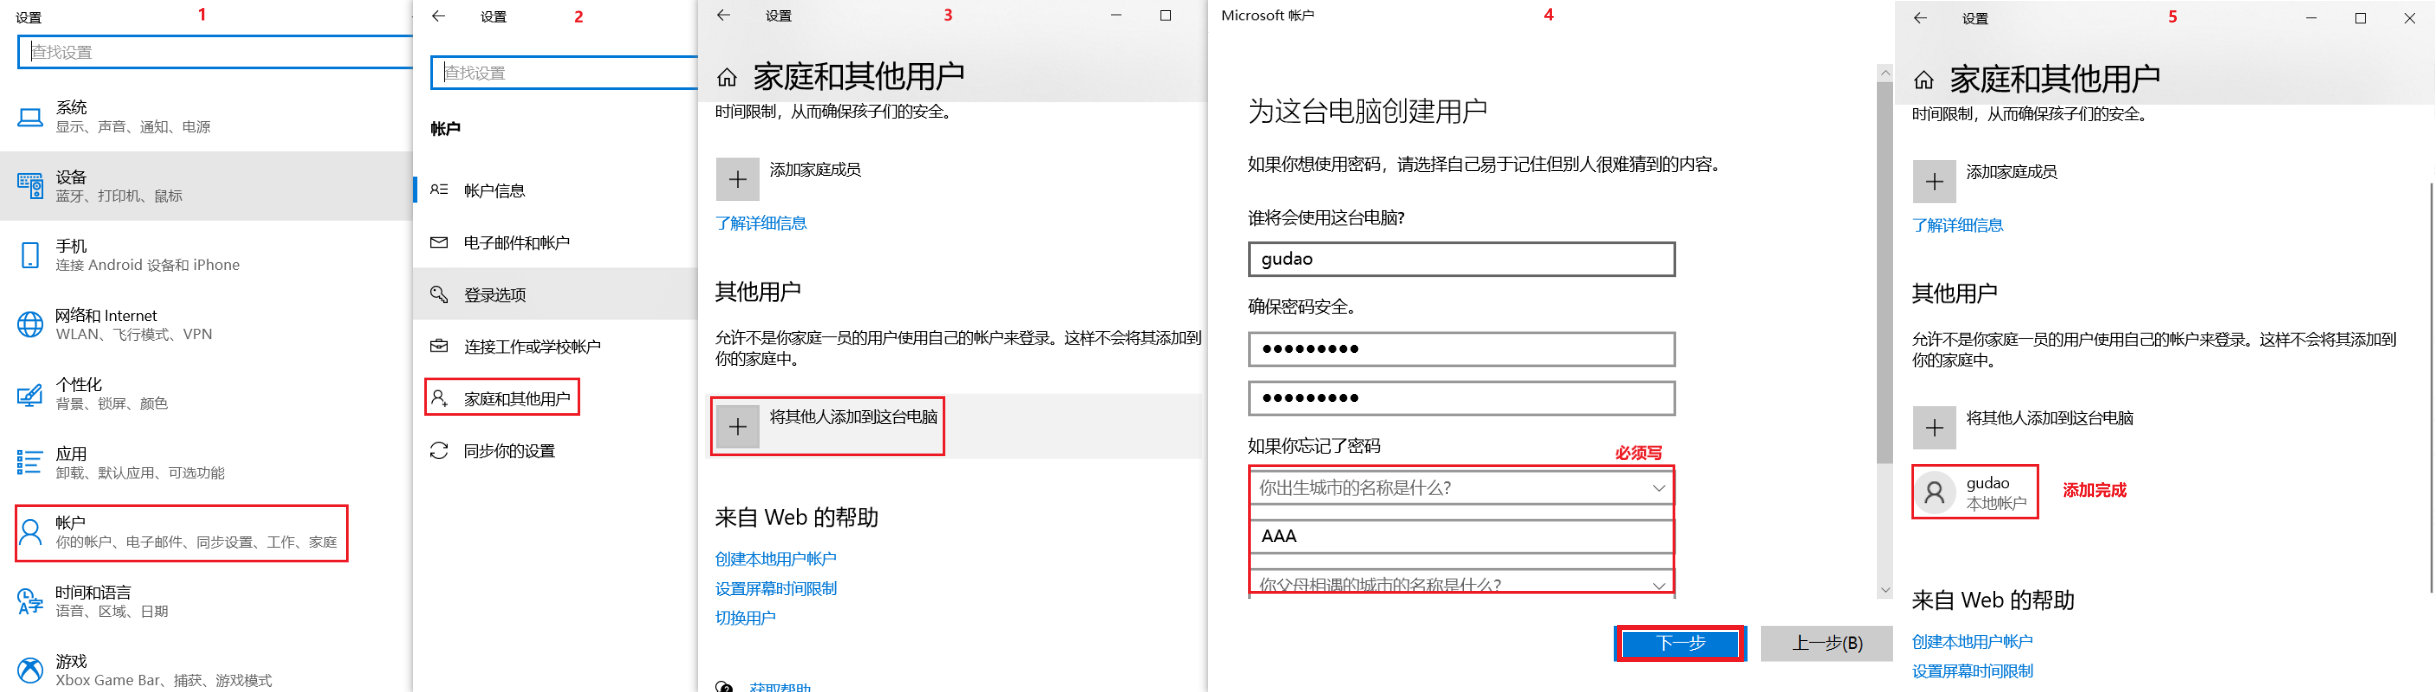 设置
1
查找设置
系统
显示、声音、通知、电源
设备
蓝牙、打印机、鼠标
手机
连接 Android 设备和 iPhone
网络和 Internet
WLAN、飞行模式、VPN
个性化
背景、锁屏、颜色
应用
卸载、默认应用、可选功能
帐户
你的帐户、电子邮件、同步设置、工作、家庭
时间和语言
语音、区域、日期
游戏
Xbox Game Bar、捕获、游戏模式
设置
2
查找设置
帐户
帐户信息
电子邮件和帐户
登录选项
连接工作或学校帐户
家庭和其他用户
同步你的设置
设置
3
家庭和其他用户
时间限制，从而确保孩子们的安全。
添加家庭成员
了解详细信息
其他用户
允许不是你家庭一员的用户使用自己的帐户来登录。这样不会将其添加到
你的家庭中。
将其他人添加到这台电脑
来自 Web 的帮助
创建本地用户帐户
设置屏幕时间限制
切换用户
获取帮助
Microsoft 帐户
4
为这台电脑创建用户
如果你想使用密码，请选择自己易于记住但别人很难猜到的内容。
谁将会使用这台电脑?
gudao
确保密码安全。
●●●●●●●●●
●●●●●●●●●
如果你忘记了密码
必须写
你出生城市的名称是什么?
AAA
你父母相遇的城市的名称是什么?
下一步
上一步(B)
设置
5
家庭和其他用户
时间限制，从而确保孩子们的安全。
添加家庭成员
了解详细信息
其他用户
允许不是你家庭一员的用户使用自己的帐户来登录。这样不会将其添加到
你的家庭中。
将其他人添加到这台电脑
gudao
本地帐户
添加完成
来自 Web 的帮助
创建本地用户帐户
设置屏幕时间限制